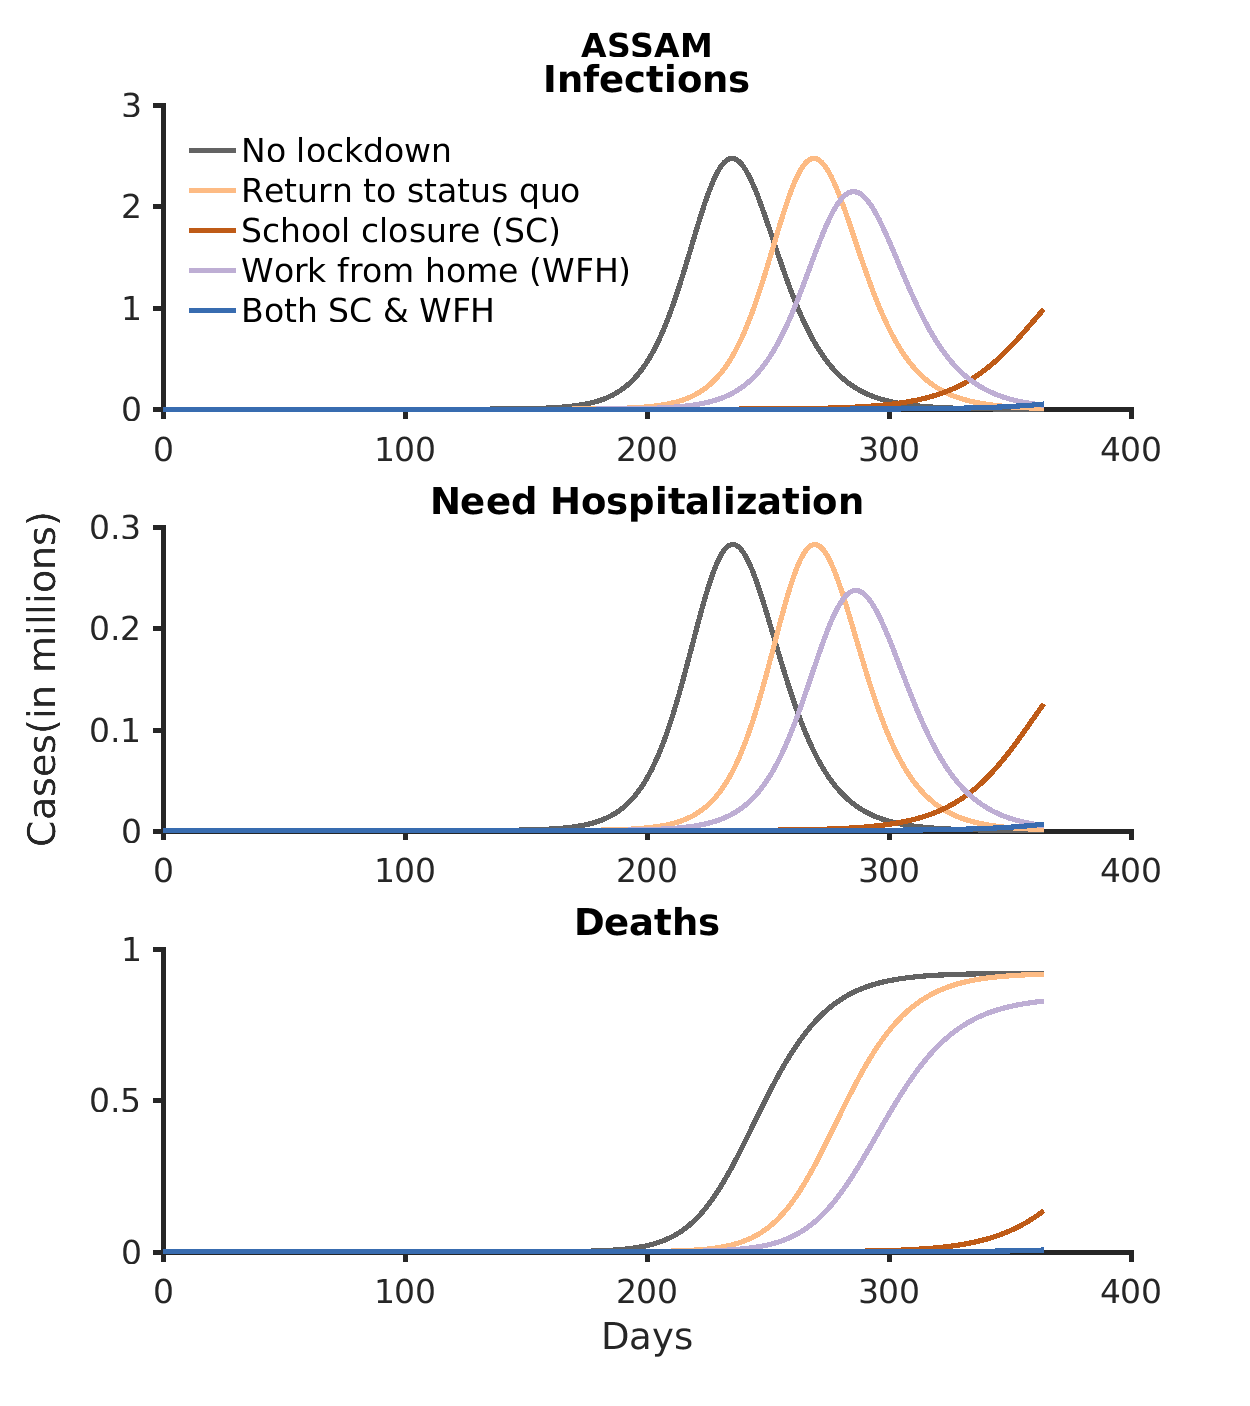 ASSAM
Infections
3
2
1
0
No lockdown
Return to status quo
School closure (SC)
Work from home (WFH)
Both SC & WFH
0 100 200 300 400
Need Hospitalization
Cases(in millions)
0.3
0.2
0.1
0
0 100 200 300 400
Deaths
1
0.5
0
0 100 200 300 400
Days